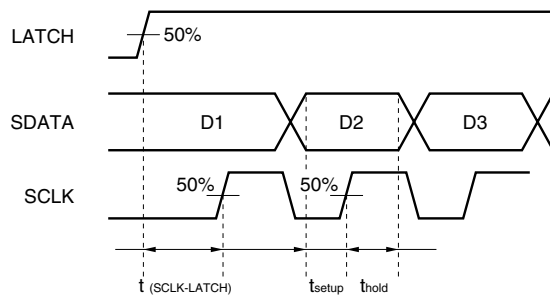 LATCH
50%
SDATA
D1
D2
D3
SCLK
50%
50%
t (SCLK-LATCH)
tsetup
thold